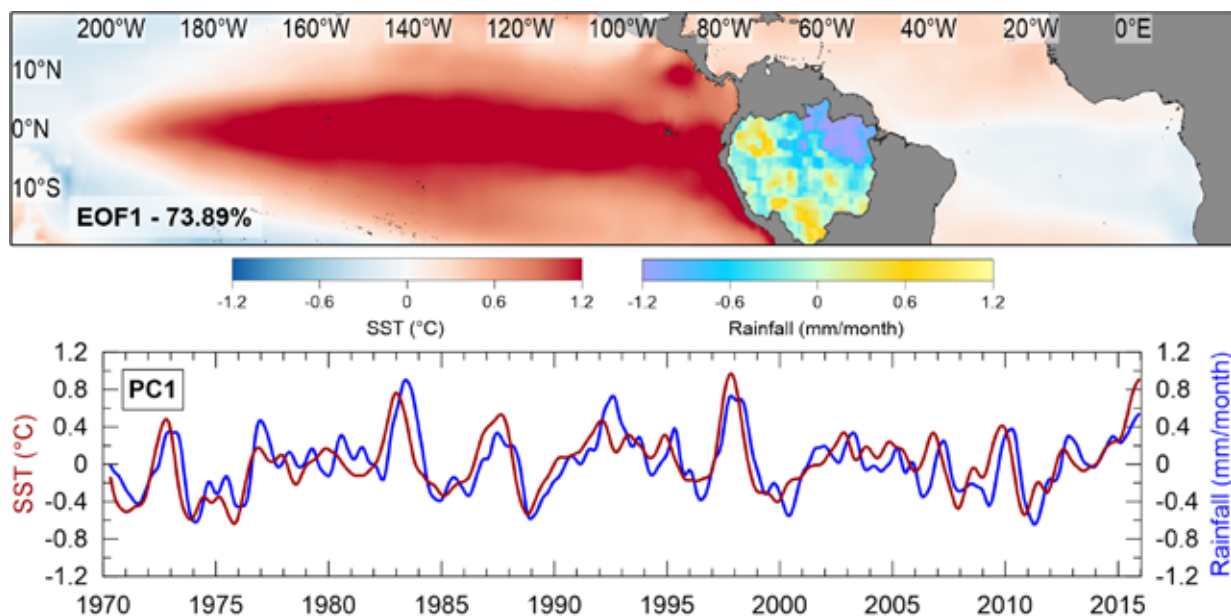 200°W 180°W 160°W 140°W 120°W 100°W 80°W 60°W 40°W 20°W 0°E
10°N
0°N
10°S
EOF1 - 73.89%
-1.2 -0.6 0 0.6 1.2 -1.2 -0.6 0 0.6 1.2
SST (°C) Rainfall (mm/month)
1.2 1.2
PC1
0.8 0.8
0.4 0.4
0 0
-0.4 -0.4
-0.8 -0.8
-1.2 -1.2
SST (°C)
Rainfall (mm/month)
1970 1975 1980 1985 1990 1995 2000 2005 2010 2015